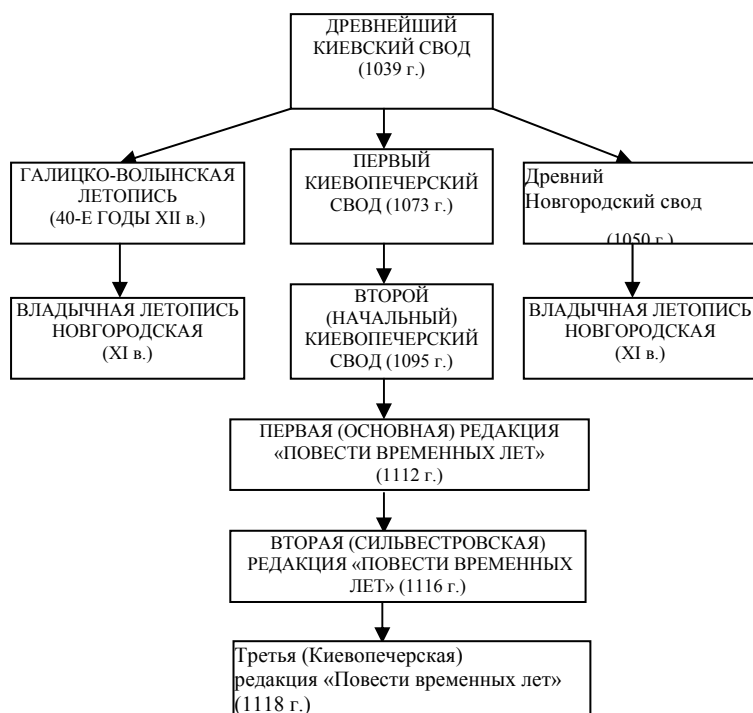 ДРЕВНЕЙШИЙ
КИЕВСКИЙ СВОД
(1039 г.)
ГАЛИЦКО-ВОЛЫНСКАЯ
ЛЕТОПИСЬ
(40-Е ГОДЫ XII в.)
ПЕРВЫЙ
КИЕВОПЕЧЕРСКИЙ
СВОД (1073 г.)
Древний
Новгородский свод
(1050 г.)
ВЛАДЫЧНАЯ ЛЕТОПИСЬ
НОВГОРОДСКАЯ
(XI в.)
ВТОРОЙ
(НАЧАЛЬНЫЙ)
КИЕВОПЕЧЕРСКИЙ
СВОД (1095 г.)
ВЛАДЫЧНАЯ ЛЕТОПИСЬ
НОВГОРОДСКАЯ
(XI в.)
ПЕРВАЯ (ОСНОВНАЯ) РЕДАКЦИЯ
«ПОВЕСТИ ВРЕМЕННЫХ ЛЕТ»
(1112 г.)
ВТОРАЯ (СИЛЬВЕСТРОВСКАЯ)
РЕДАКЦИЯ «ПОВЕСТИ ВРЕМЕННЫХ
ЛЕТ» (1116 г.)
Третья (Киевопечерская)
редакция «Повести временных лет»
(1118 г.)